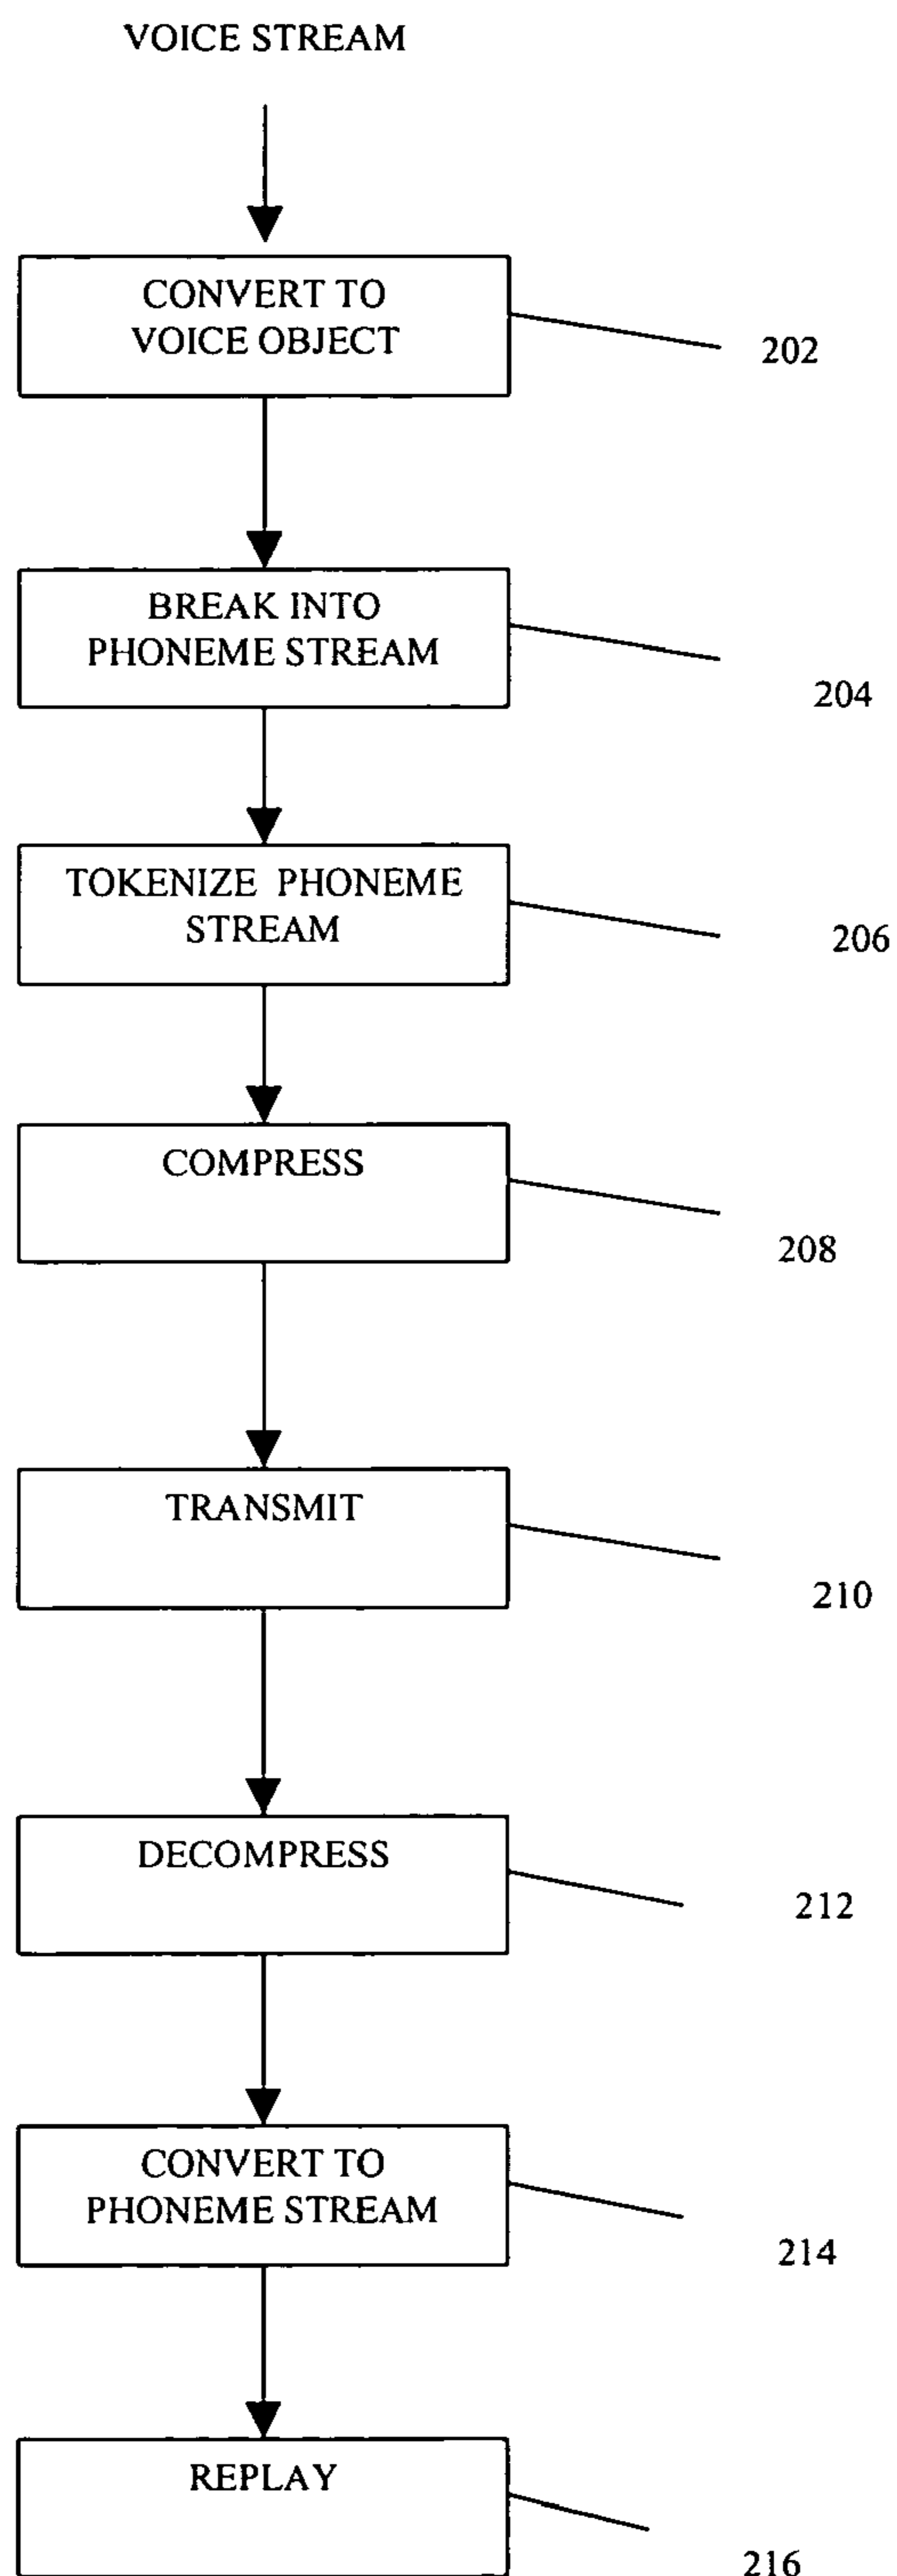 VOICE STREAM
CONVERT TO
VOICE OBJECT
202
BREAK INTO
PHONEME STREAM
204
TOKENIZE PHONEME
STREAM
206
COMPRESS
208
TRANSMIT
210
DECOMPRESS
212
CONVERT TO
PHONEME STREAM
214
REPLAY
216